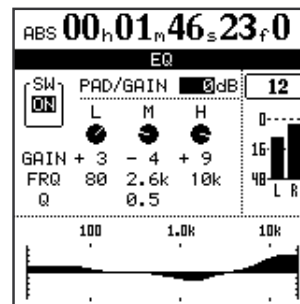 ABS 00h01m46s23f0
EQ
SW PAD/GAIN 0dB 12
ON
L M H
GAIN + 3 - 4 + 9
FRQ 80 2.6k 10k
Q 0.5
0
16
48
L R
100 1.0k 10k